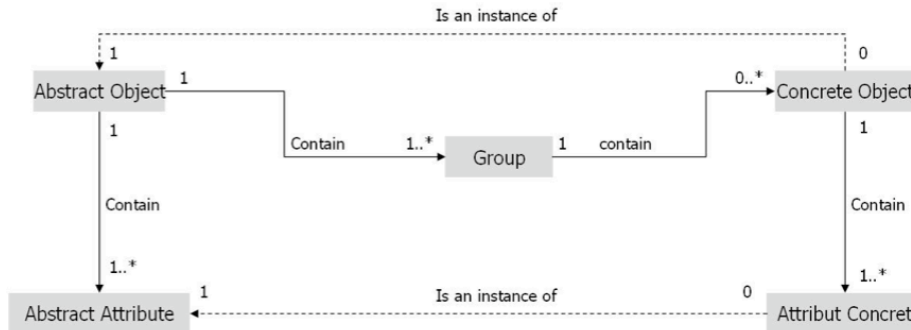 Is an instance of
1
0
Abstract Object
1
0..*
Concrete Object
1
1
Contain
1..*
Group
1
contain
Contain
Contain
1..*
1..*
Abstract Attribute
1
Is an instance of
0
Attribut Concret